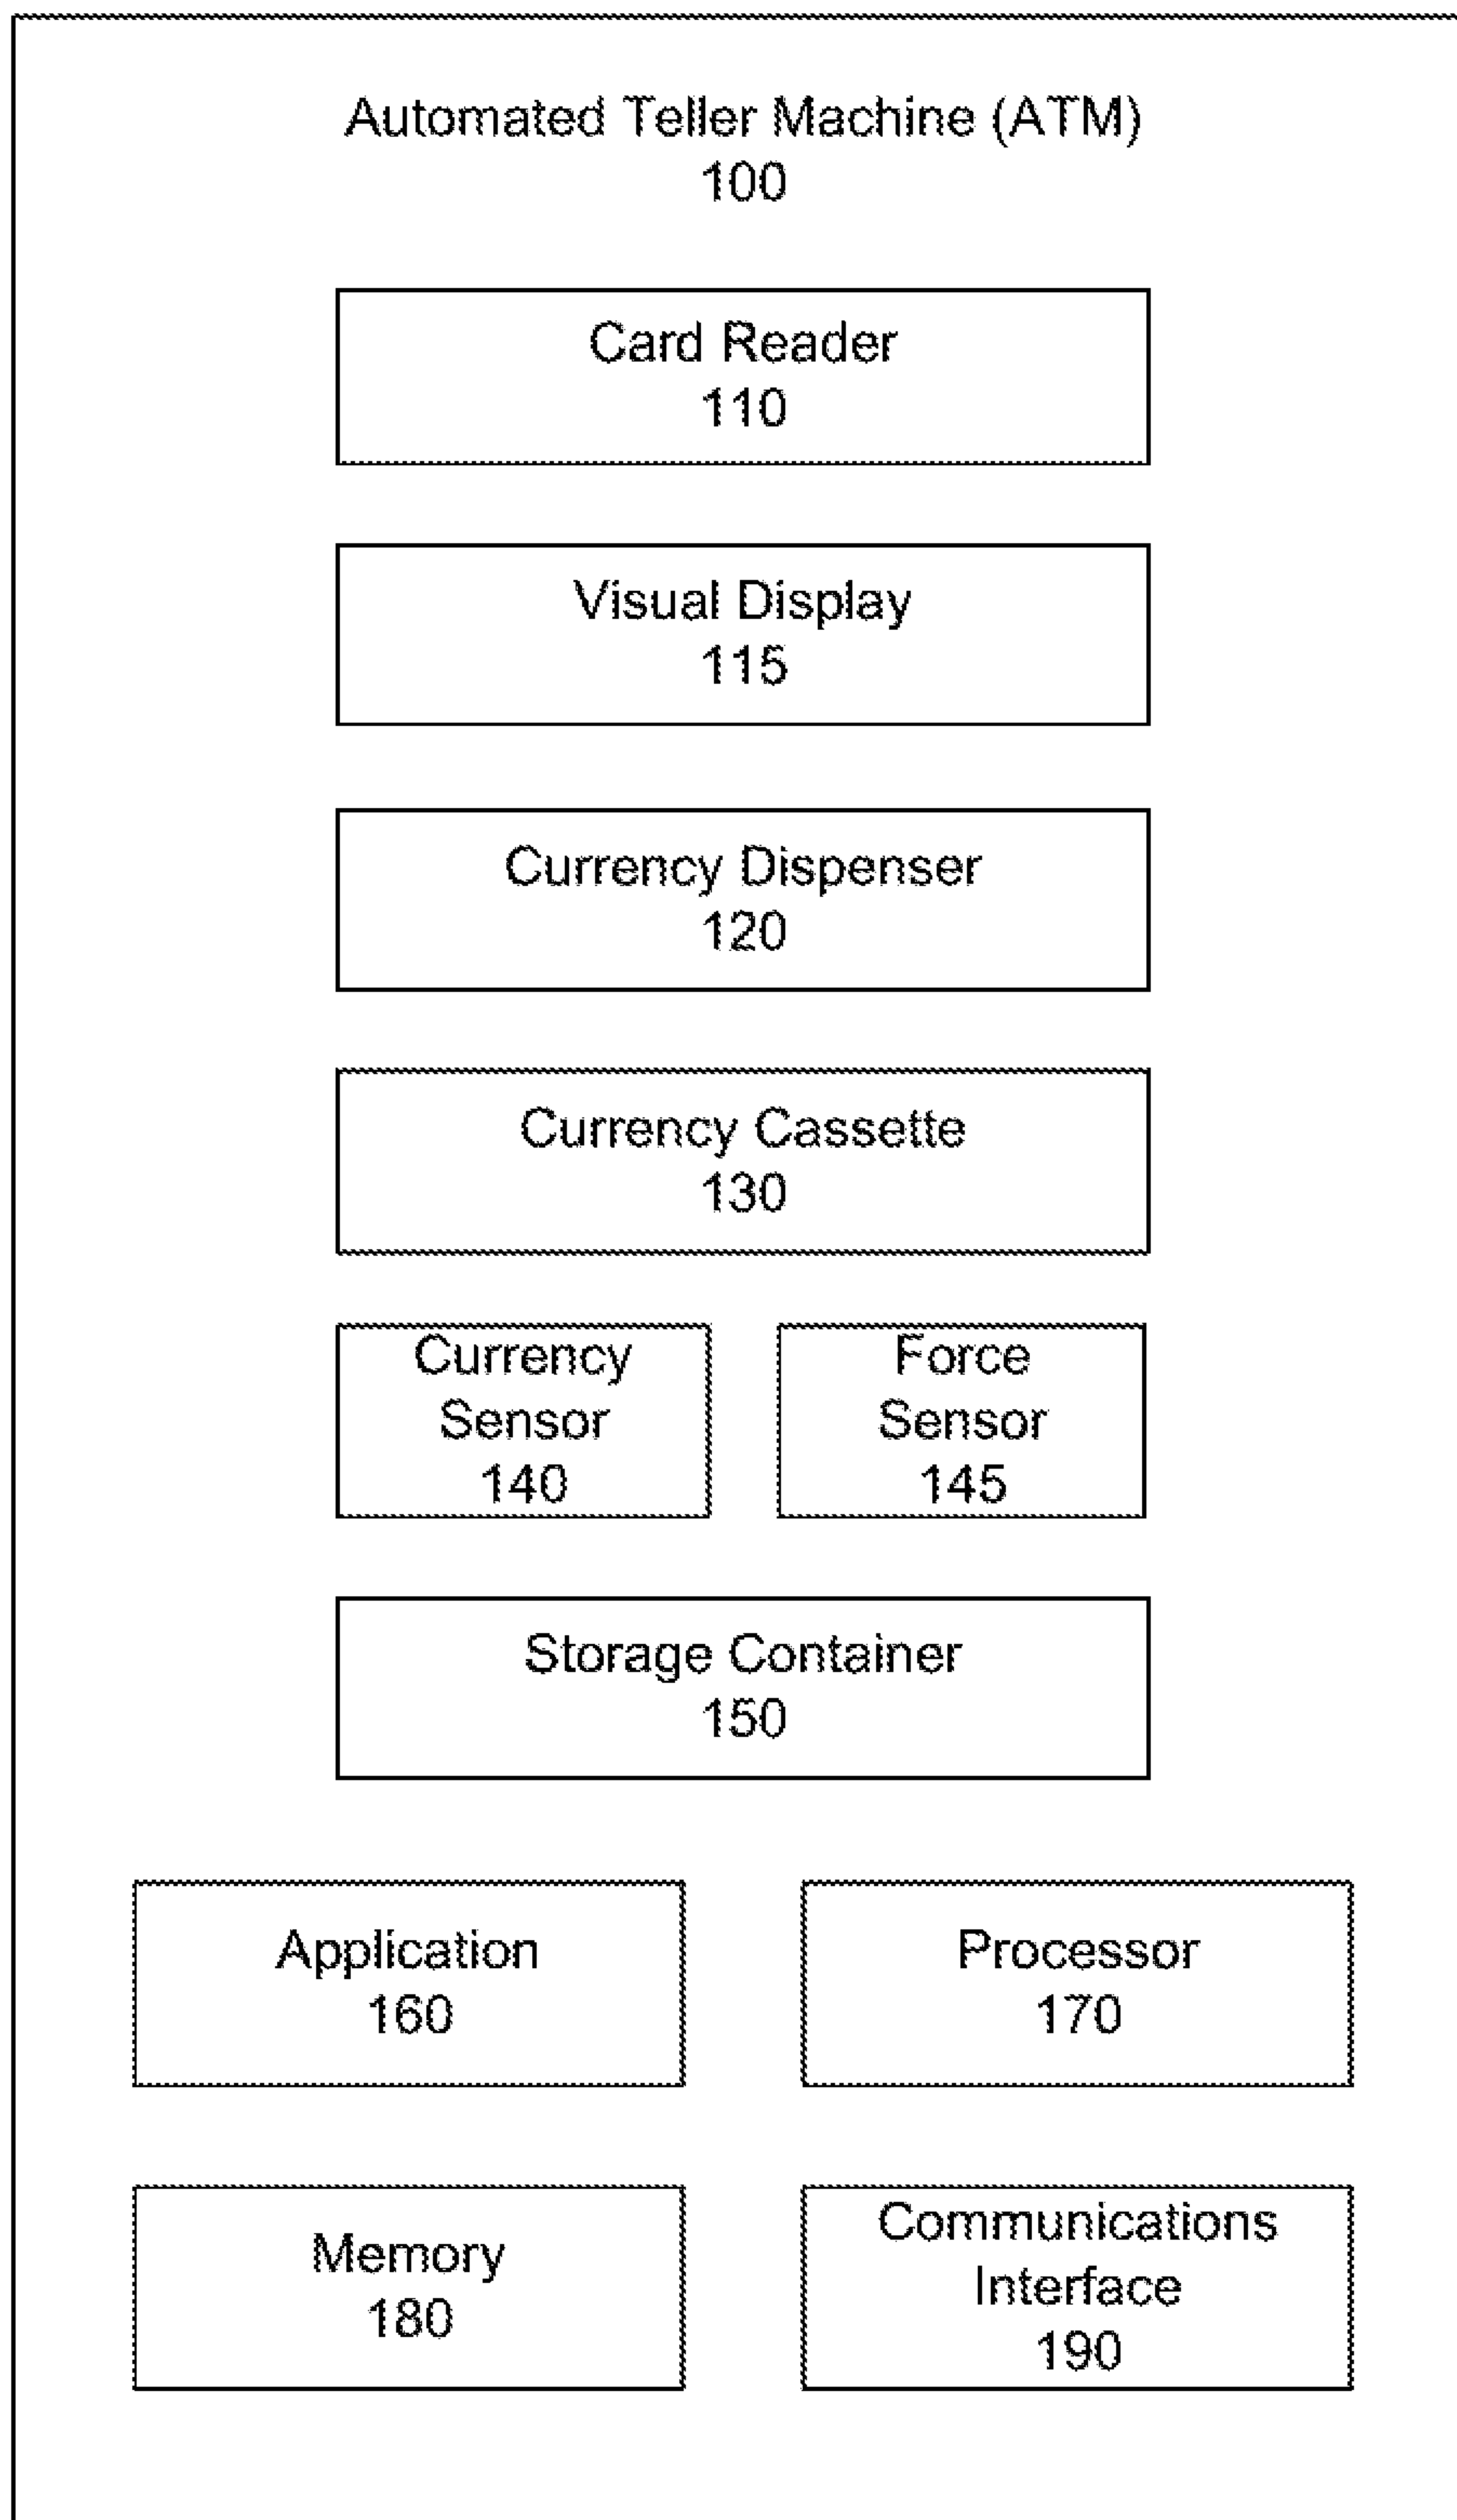 Automated Teller Machine (ATM)
100
Card Reader
110
Visual Display
115
Currency Dispenser
120
Currency Cassette
130
Currency
Sensor
140
Force
Sensor
145
Storage Container
150
Application
160
Processor
170
Memory
180
Communications
Interface
190